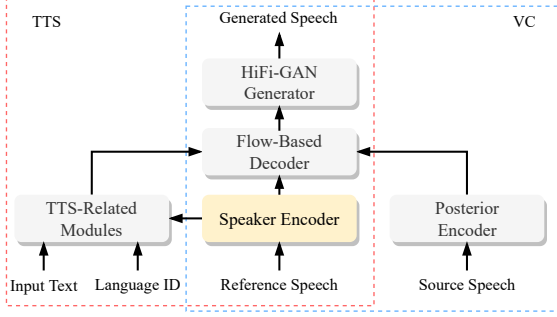 TTS
Generated Speech
VC
HiFi-GAN
Generator
Flow-Based
Decoder
TTS-Related
Modules
Speaker Encoder
Posterior
Encoder
Input Text
Language ID
Reference Speech
Source Speech